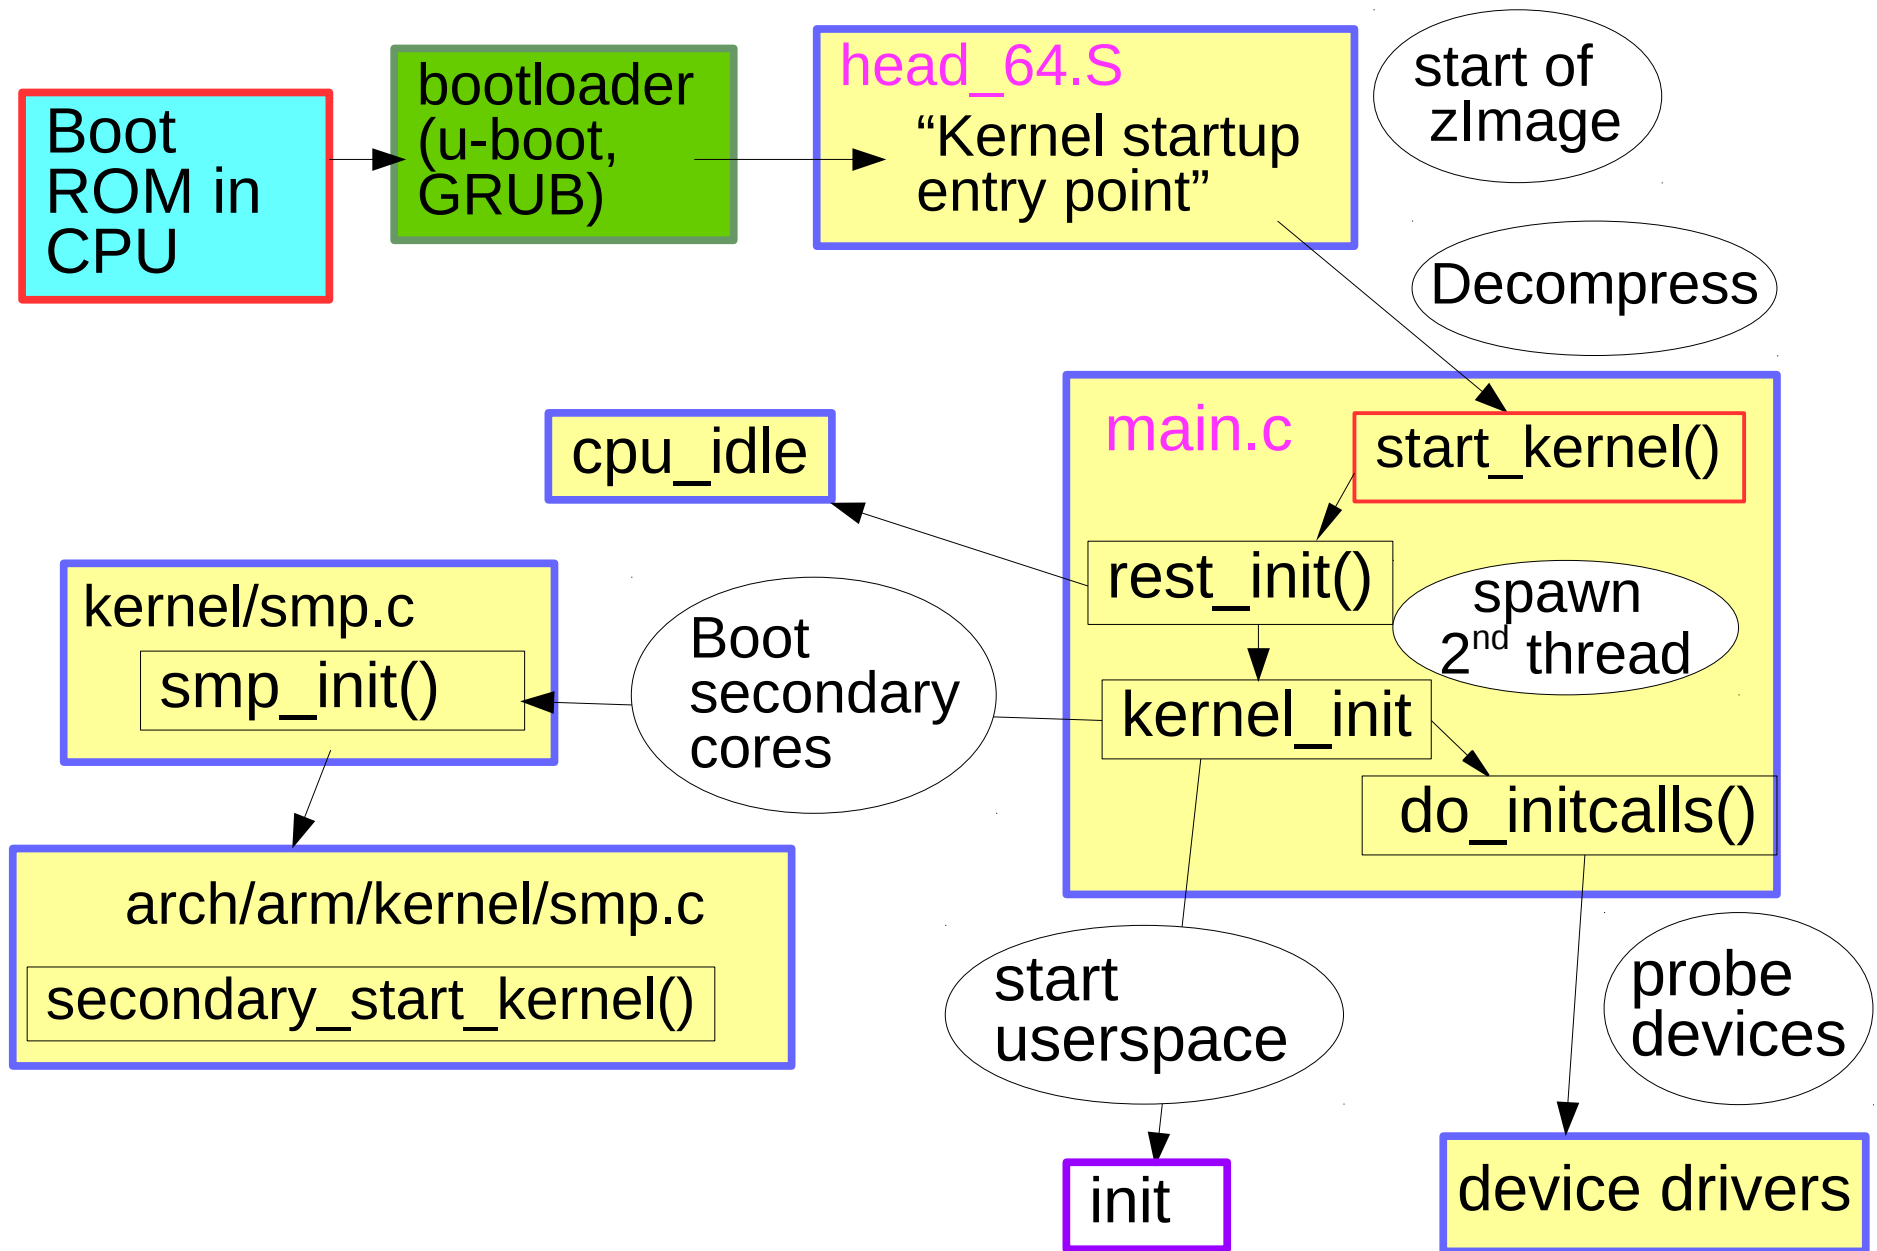 Boot
ROM in
CPU
bootloader
(u-boot,
GRUB)
head_64.S
“Kernel startup
entry point”
start of
zImage
Decompress
main.c
start_kernel()
cpu_idle
rest_init()
spawn
2nd thread
kernel/smp.c
smp_init()
Boot
secondary
cores
kernel_init
do_initcalls()
arch/arm/kernel/smp.c
secondary_start_kernel()
start
userspace
probe
devices
init
device drivers